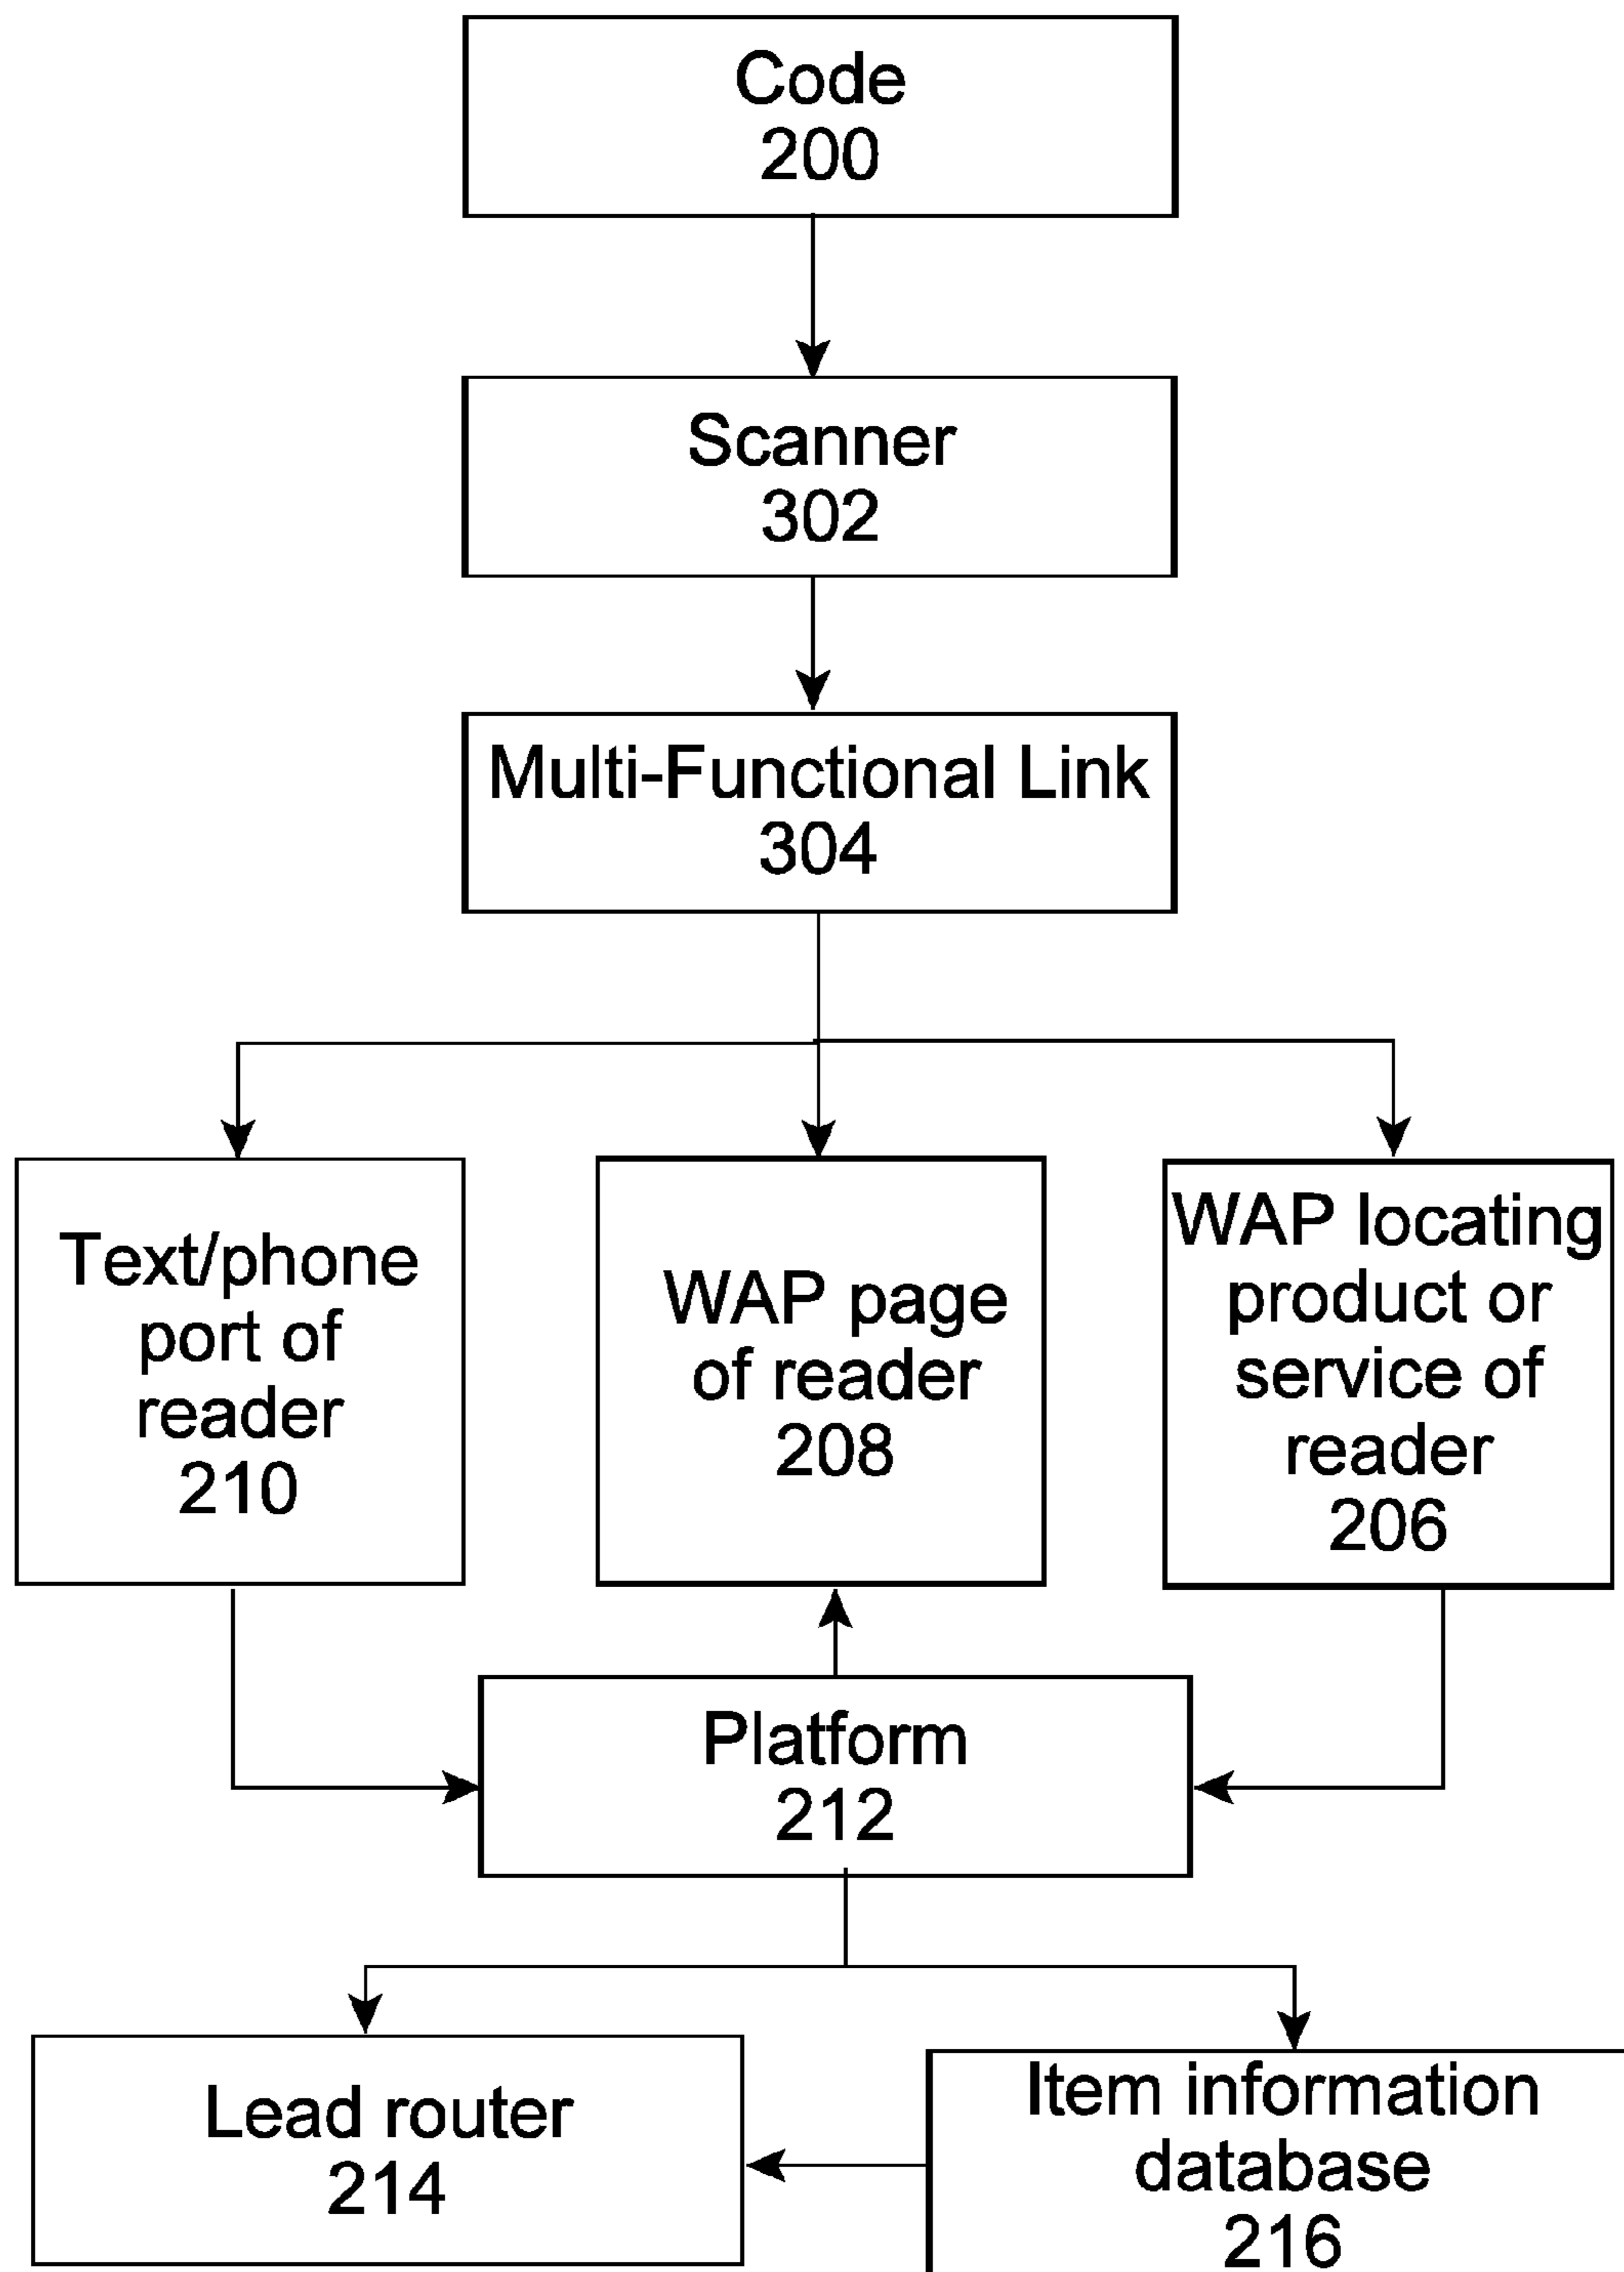 Code
200
Scanner
302
Multi-Functional Link
304
Text/phone
port of
reader
210
WAP page
of reader
208
WAP locating
product or
service of
reader
206
Platform
212
Lead router
214
Item information
database
216